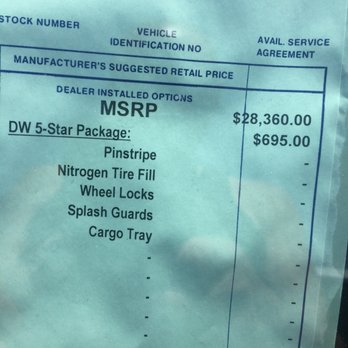 STOCK NUMBER VEHICLE IDENTIFICATION NO AVAIL. SERVICE AGREEMENT
MANUFACTURER'S SUGGESTED RETAIL PRICE
DEALER INSTALLED OPTIONS
MSRP $28,360.00
DW 5-Star Package: $695.00
Pinstripe -
Nitrogen Tire Fill -
Wheel Locks -
Splash Guards -
Cargo Tray -
- -
- -
- -
- -